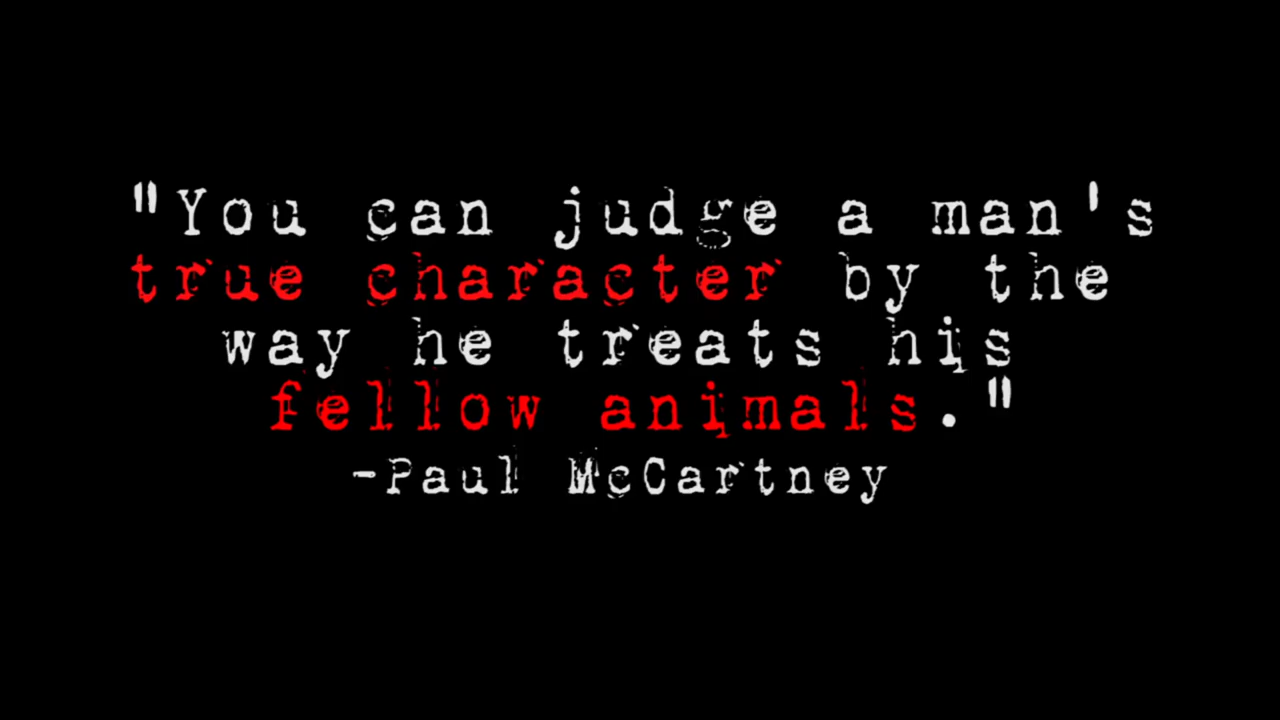 "You can judge a man's
true character by the
way he treats his
fellow animals."
-Paul McCartney